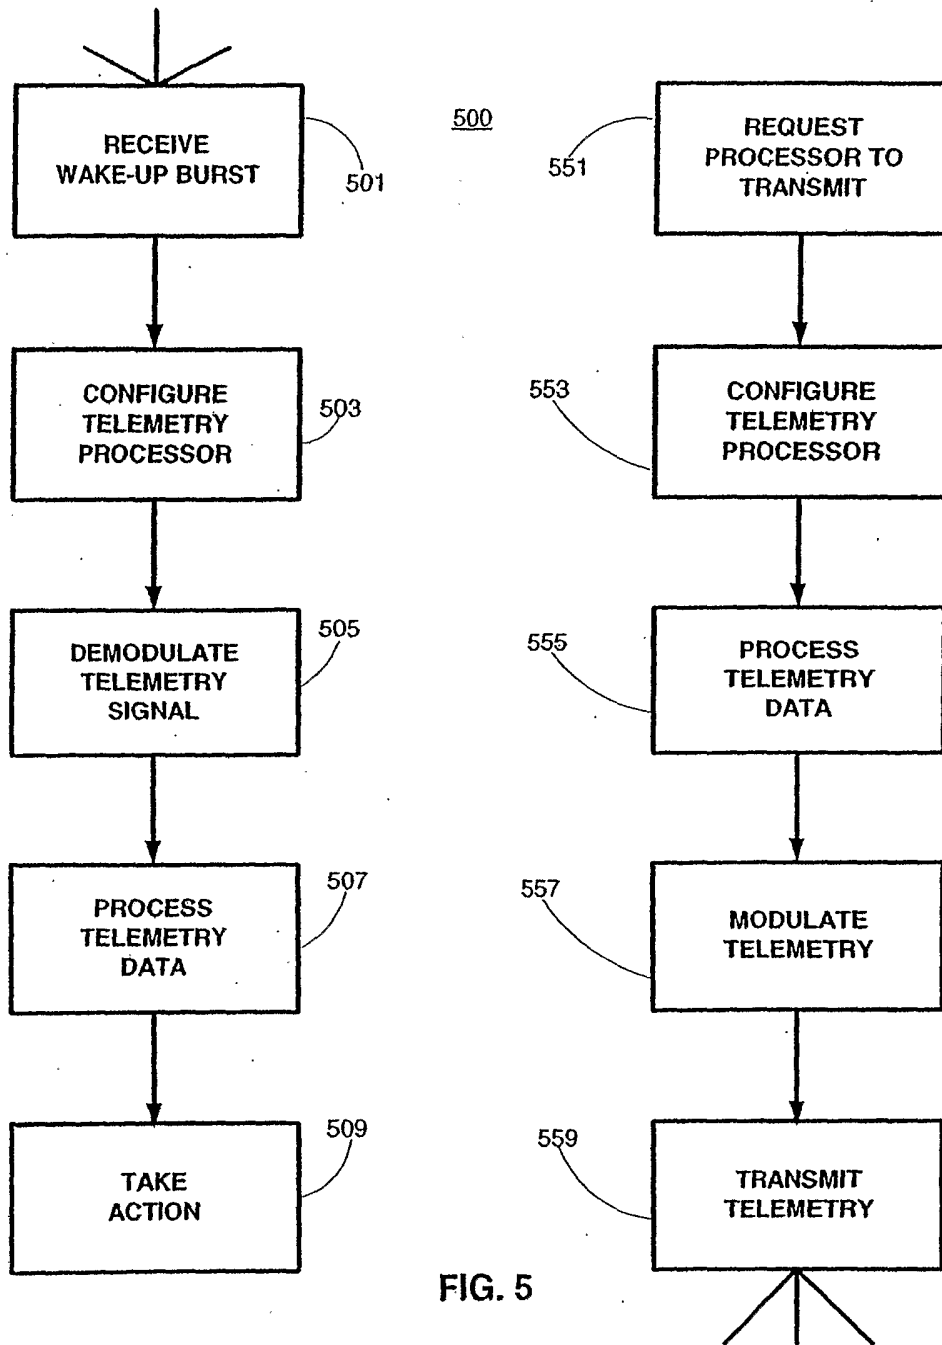 500
RECEIVE
WAKE-UP BURST
501
CONFIGURE
TELEMETRY
PROCESSOR
503
DEMODULATE
TELEMETRY
SIGNAL
505
PROCESS
TELEMETRY
DATA
507
TAKE
ACTION
509
REQUEST
PROCESSOR TO
TRANSMIT
551
CONFIGURE
TELEMETRY
PROCESSOR
553
PROCESS
TELEMETRY
DATA
555
MODULATE
TELEMETRY
557
TRANSMIT
TELEMETRY
559
FIG. 5